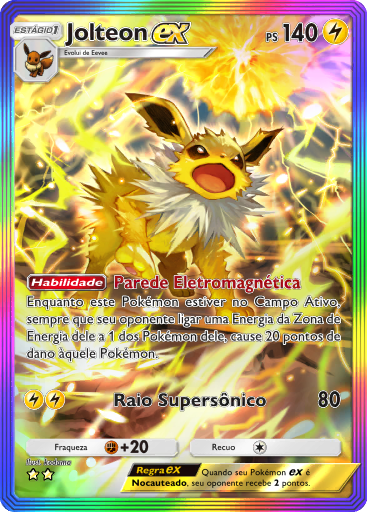 ESTÁGIO 1
Jolteon ex
PS 140
Evolui de Eevee
Habilidade Parede Eletromagnética
Enquanto este Pokémon estiver no Campo Ativo,
sempre que seu oponente ligar uma Energia da Zona de
Energia dele a 1 dos Pokémon dele, cause 20 pontos de
dano àquele Pokémon.
Raio Supersônico 80
Fraqueza +20
Recuo
Regra ex Quando seu Pokémon ex é
Nocauteado, seu oponente recebe 2 pontos.